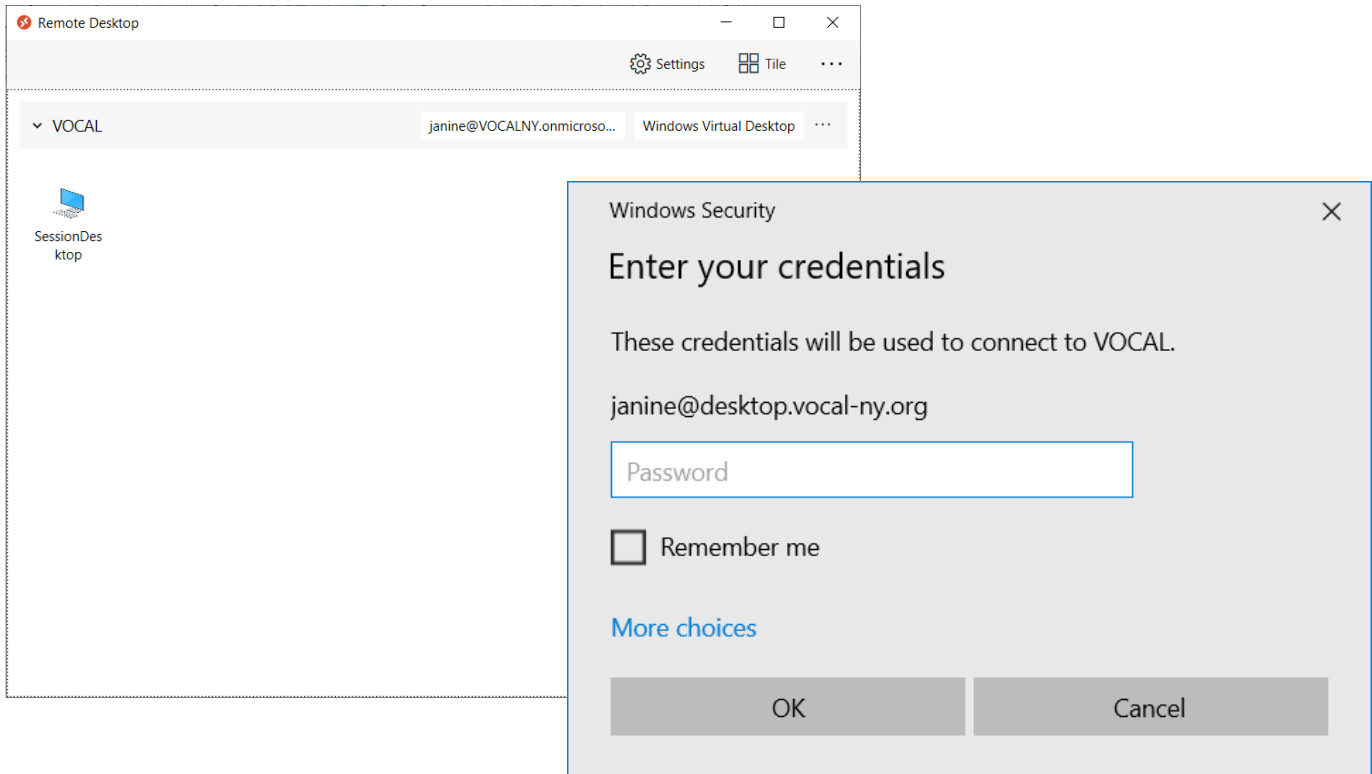 Remote Desktop
Settings
Tile
VOCAL
janine@VOCALNY.onmicroso...
Windows Virtual Desktop
SessionDes
ktop
Windows Security
Enter your credentials
These credentials will be used to connect to VOCAL.
janine@desktop.vocal-ny.org
Password
Remember me
More choices
OK
Cancel